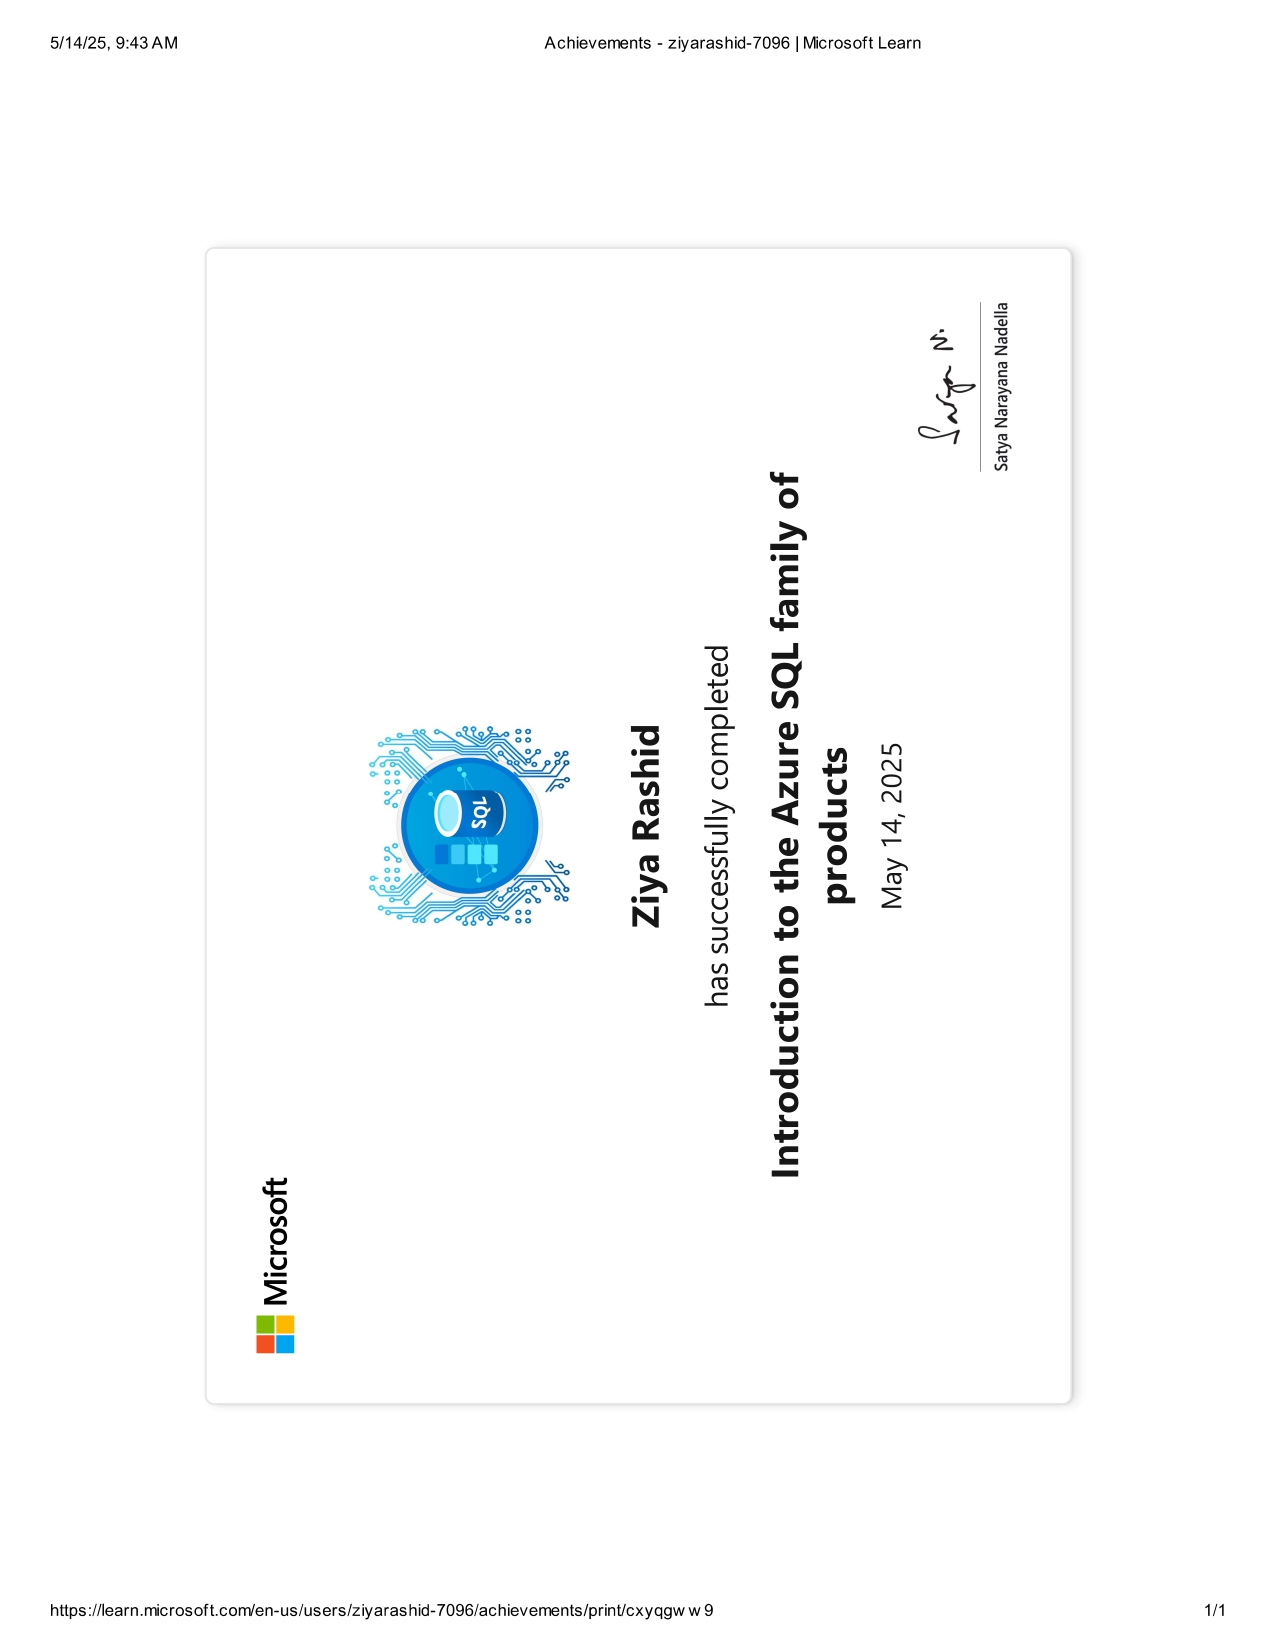 5/14/25, 9:43 AM
Achievements - ziyarashid-7096 | Microsoft Learn
Microsoft
SQL
Ziya Rashid
has successfully completed
Introduction to the Azure SQL family of
products
May 14, 2025
Satya N.
Satya Narayana Nadella
https://learn.microsoft.com/en-us/users/ziyarashid-7096/achievements/print/cxyqgww9
1/1